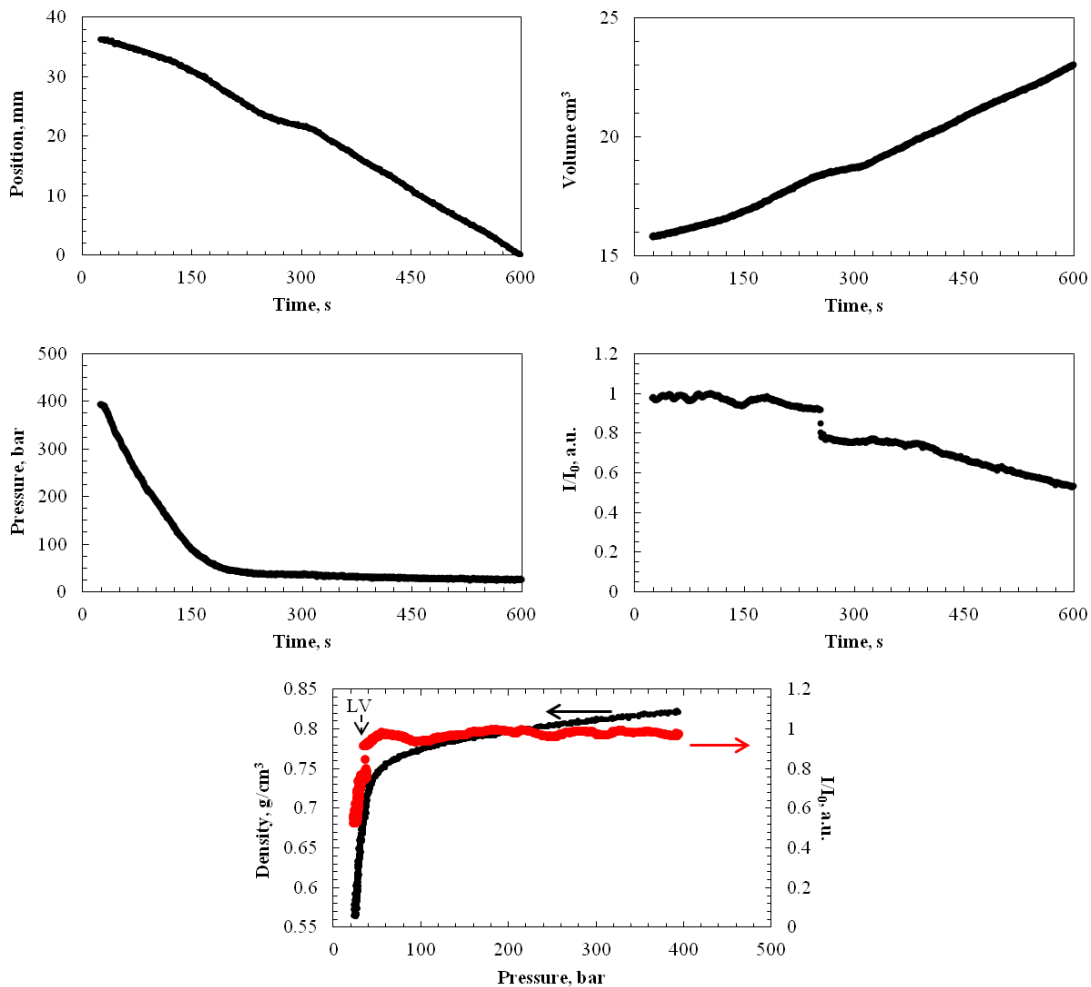 40
30
20
10
0
Position, mm
0 150 300 450 600
Time, s
25
20
15
Volume cm³
0 150 300 450 600
Time, s
500
400
300
200
100
0
Pressure, bar
0 150 300 450 600
Time, s
1.2
1
0.8
0.6
0.4
0.2
0
I/I₀, a.u.
0 150 300 450 600
Time, s
0.85
0.8
0.75
0.7
0.65
0.6
0.55
Density, g/cm³
LV
1.2
1
0.8
0.6
0.4
0.2
0
I/I₀, a.u.
0 100 200 300 400 500
Pressure, bar